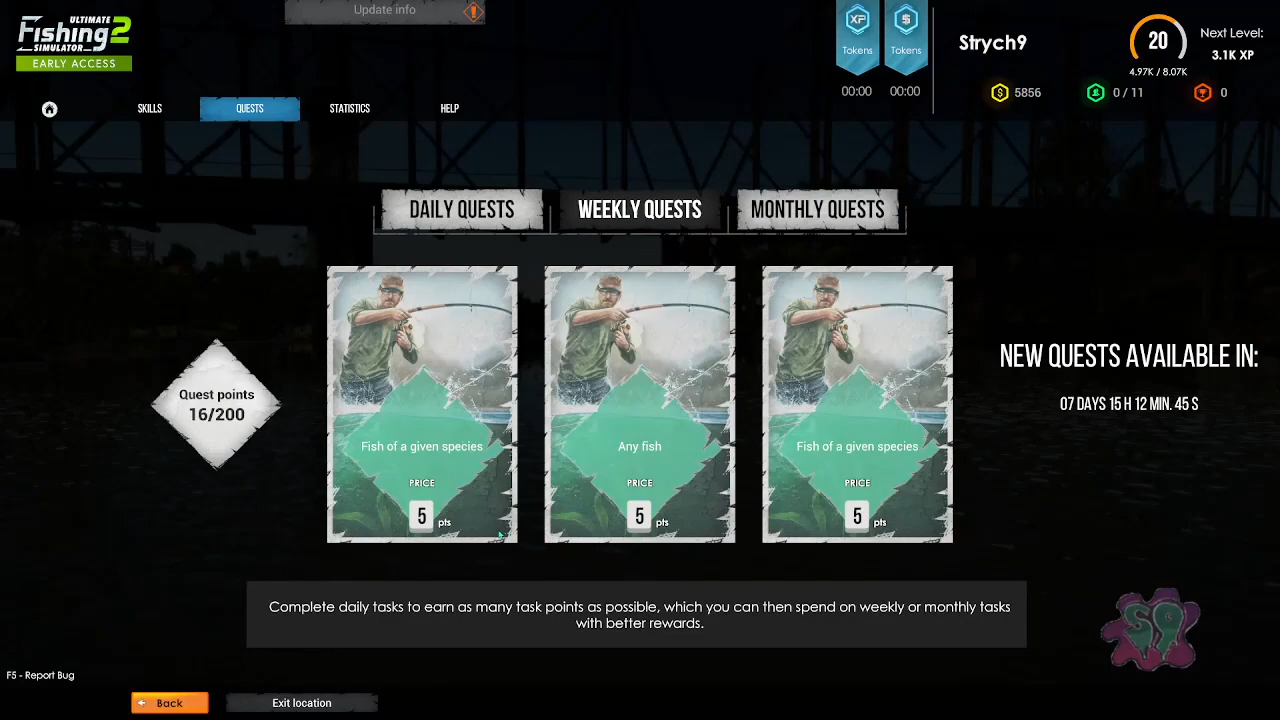 Update info
ULTIMATE
Fishing 2
SIMULATOR
EARLY ACCESS
XP
Tokens
00:00
$
Tokens
00:00
Strych9
20
4.97K / 8.07K
Next Level:
3.1K XP
5856
0 / 11
0
SKILLS
QUESTS
STATISTICS
HELP
DAILY QUESTS
WEEKLY QUESTS
MONTHLY QUESTS
Quest points
16/200
Fish of a given species
PRICE
5 pts
Any fish
PRICE
5 pts
Fish of a given species
PRICE
5 pts
NEW QUESTS AVAILABLE IN:
07 DAYS 15 H 12 MIN. 45 S
Complete daily tasks to earn as many task points as possible, which you can then spend on weekly or monthly tasks
with better rewards.
S9
F5 - Report Bug
Back
Exit location